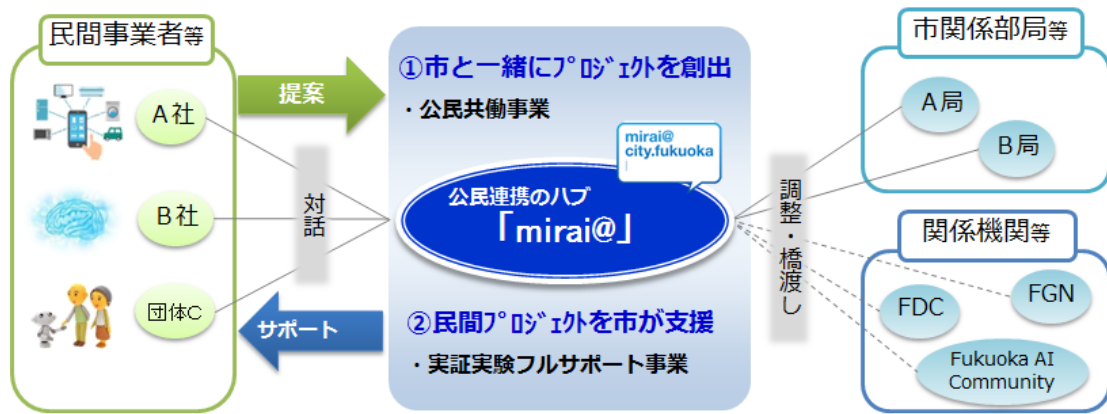 民間事業者等
A社
B社
団体C
提案
対話
サポート
①市と一緒にﾌﾟﾛｼﾞｪｸﾄを創出
・公民共働事業
mirai@
city.fukuoka
公民連携のハブ
「mirai@」
②民間ﾌﾟﾛｼﾞｪｸﾄを市が支援
・実証実験フルサポート事業
調整・橋渡し
市関係部局等
A局
B局
関係機関等
FDC
FGN
Fukuoka AI
Community